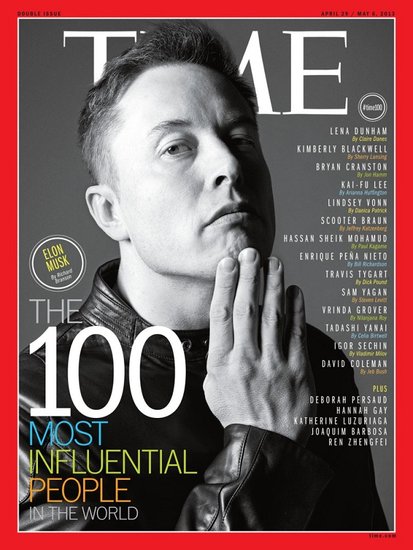 DOUBLE ISSUE
APRIL 29 / MAY 6, 2013
TIME
#time100
LENA DUNHAM
By Claire Danes
KIMBERLY BLACKWELL
By Sherry Lansing
BRYAN CRANSTON
By Jon Hamm
KAI-FU LEE
By Arianna Huffington
LINDSEY VONN
By Danica Patrick
SCOOTER BRAUN
By Jeffrey Katzenberg
HASSAN SHEIK MOHAMUD
By Paul Kagame
ENRIQUE PEÑA NIETO
By Bill Richardson
TRAVIS TYGART
By Dick Pound
SAM YAGAN
By Steven Levitt
VRINDA GROVER
By Nilanjana Roy
TADASHI YANAI
By Celia Birtwell
IGOR SECHIN
By Vladimir Milov
DAVID COLEMAN
By Jeb Bush
PLUS
DEBORAH PERSAUD
HANNAH GAY
KATHERINE LUZURIAGA
JOAQUIM BARBOSA
REN ZHENGFEI
ELON
MUSK
By Richard
Branson
THE
100
MOST
INFLUENTIAL
PEOPLE
IN THE WORLD
time.com